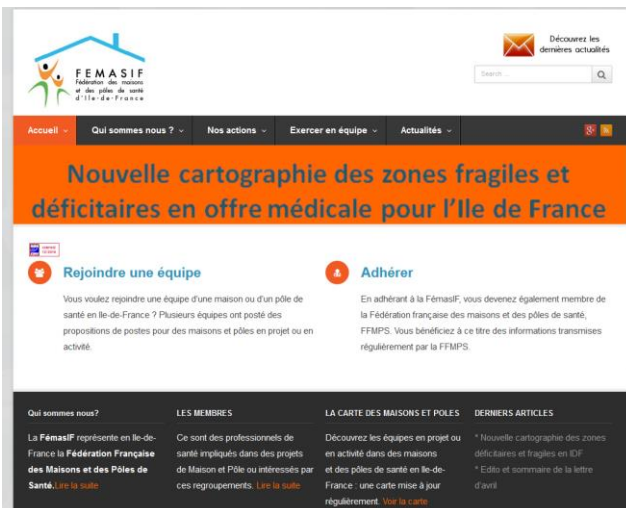 Découvrez les
dernières actualités
Search ...
FEMASIF
Fédération des maisons
et des pôles de santé
d'Ile-de-France
Accueil
Qui sommes nous ?
Nos actions
Exercer en équipe
Actualités
Nouvelle cartographie des zones fragiles et
déficitaires en offre médicale pour l'Ile de France
Rejoindre une équipe
Vous voulez rejoindre une équipe d'une maison ou d'un pôle de
santé en Ile-de-France ? Plusieurs équipes ont posté des
propositions de postes pour des maisons et pôles en projet ou en
activité.
Adhérer
En adhérant à la FémasIF, vous devenez également membre de
la Fédération française des maisons et des pôles de santé,
FFMPS. Vous bénéficiez à ce titre des informations transmises
régulièrement par la FFMPS.
Qui sommes nous?
La FémasIF représente en Ile-de-
France la Fédération Française
des Maisons et des Pôles de
Santé.Lire la suite
LES MEMBRES
Ce sont des professionnels de
santé impliqués dans des projets
de Maison et Pôle ou intéressés par
ces regroupements. Lire la suite
LA CARTE DES MAISONS ET POLES
Découvrez les équipes en projet ou
en activité dans des maisons
et des pôles de santé en Ile-de-
France : une carte mise à jour
régulièrement. Voir la carte
DERNIERS ARTICLES
* Nouvelle cartographie des zones
déficitaires et fragiles en IDF
* Edito et sommaire de la lettre
d'avril